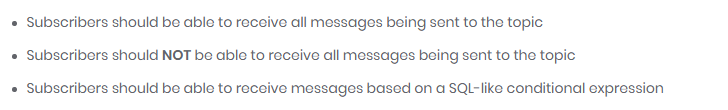 • Subscribers should be able to receive all messages being sent to the topic
• Subscribers should NOT be able to receive all messages being sent to the topic
• Subscribers should be able to receive messages based on a SQL-like conditional expression